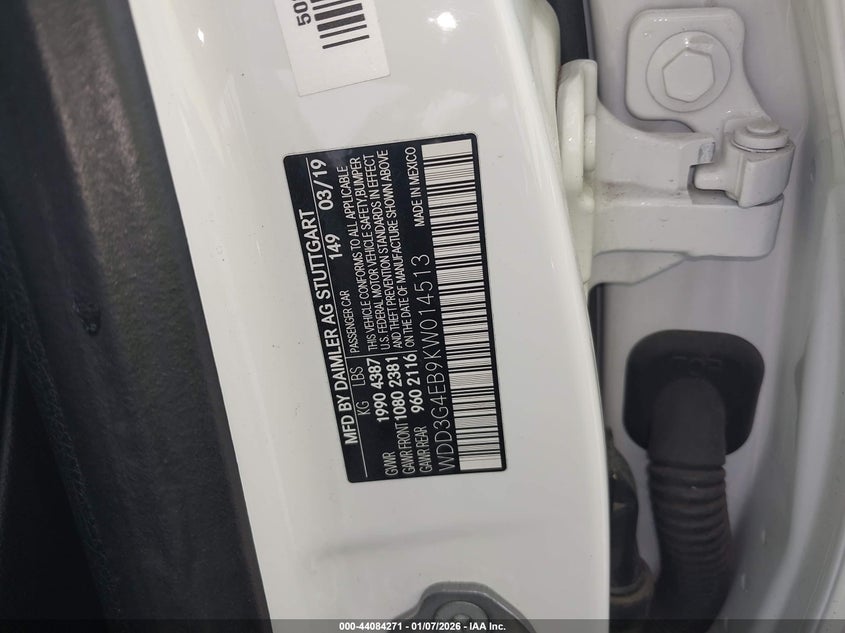 50
MFD BY DAIMLER AG STUTTGART
149 03/19
KG LBS PASSENGER CAR
GVWR 1990 4387 THIS VEHICLE CONFORMS TO ALL APPLICABLE
U.S. FEDERAL MOTOR VEHICLE SAFETY,BUMPER
GAWR FRONT 1080 2381 AND THEFT PREVENTION STANDARDS IN EFFECT
GAWR REAR 960 2116 ON THE DATE OF MANUFACTURE SHOWN ABOVE
WDD3G4EB9KW014513 MADE IN MEXICO
TOP
000-44084271 - 01/07/2026 - IAA Inc.